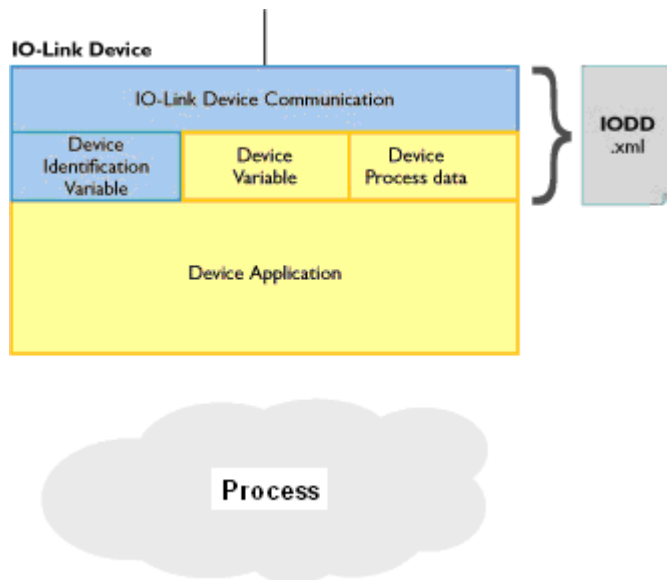 IO-Link Device
IO-Link Device Communication
Device
Identification
Variable
Device
Variable
Device
Process data
Device Application
IODD
.xml
Process